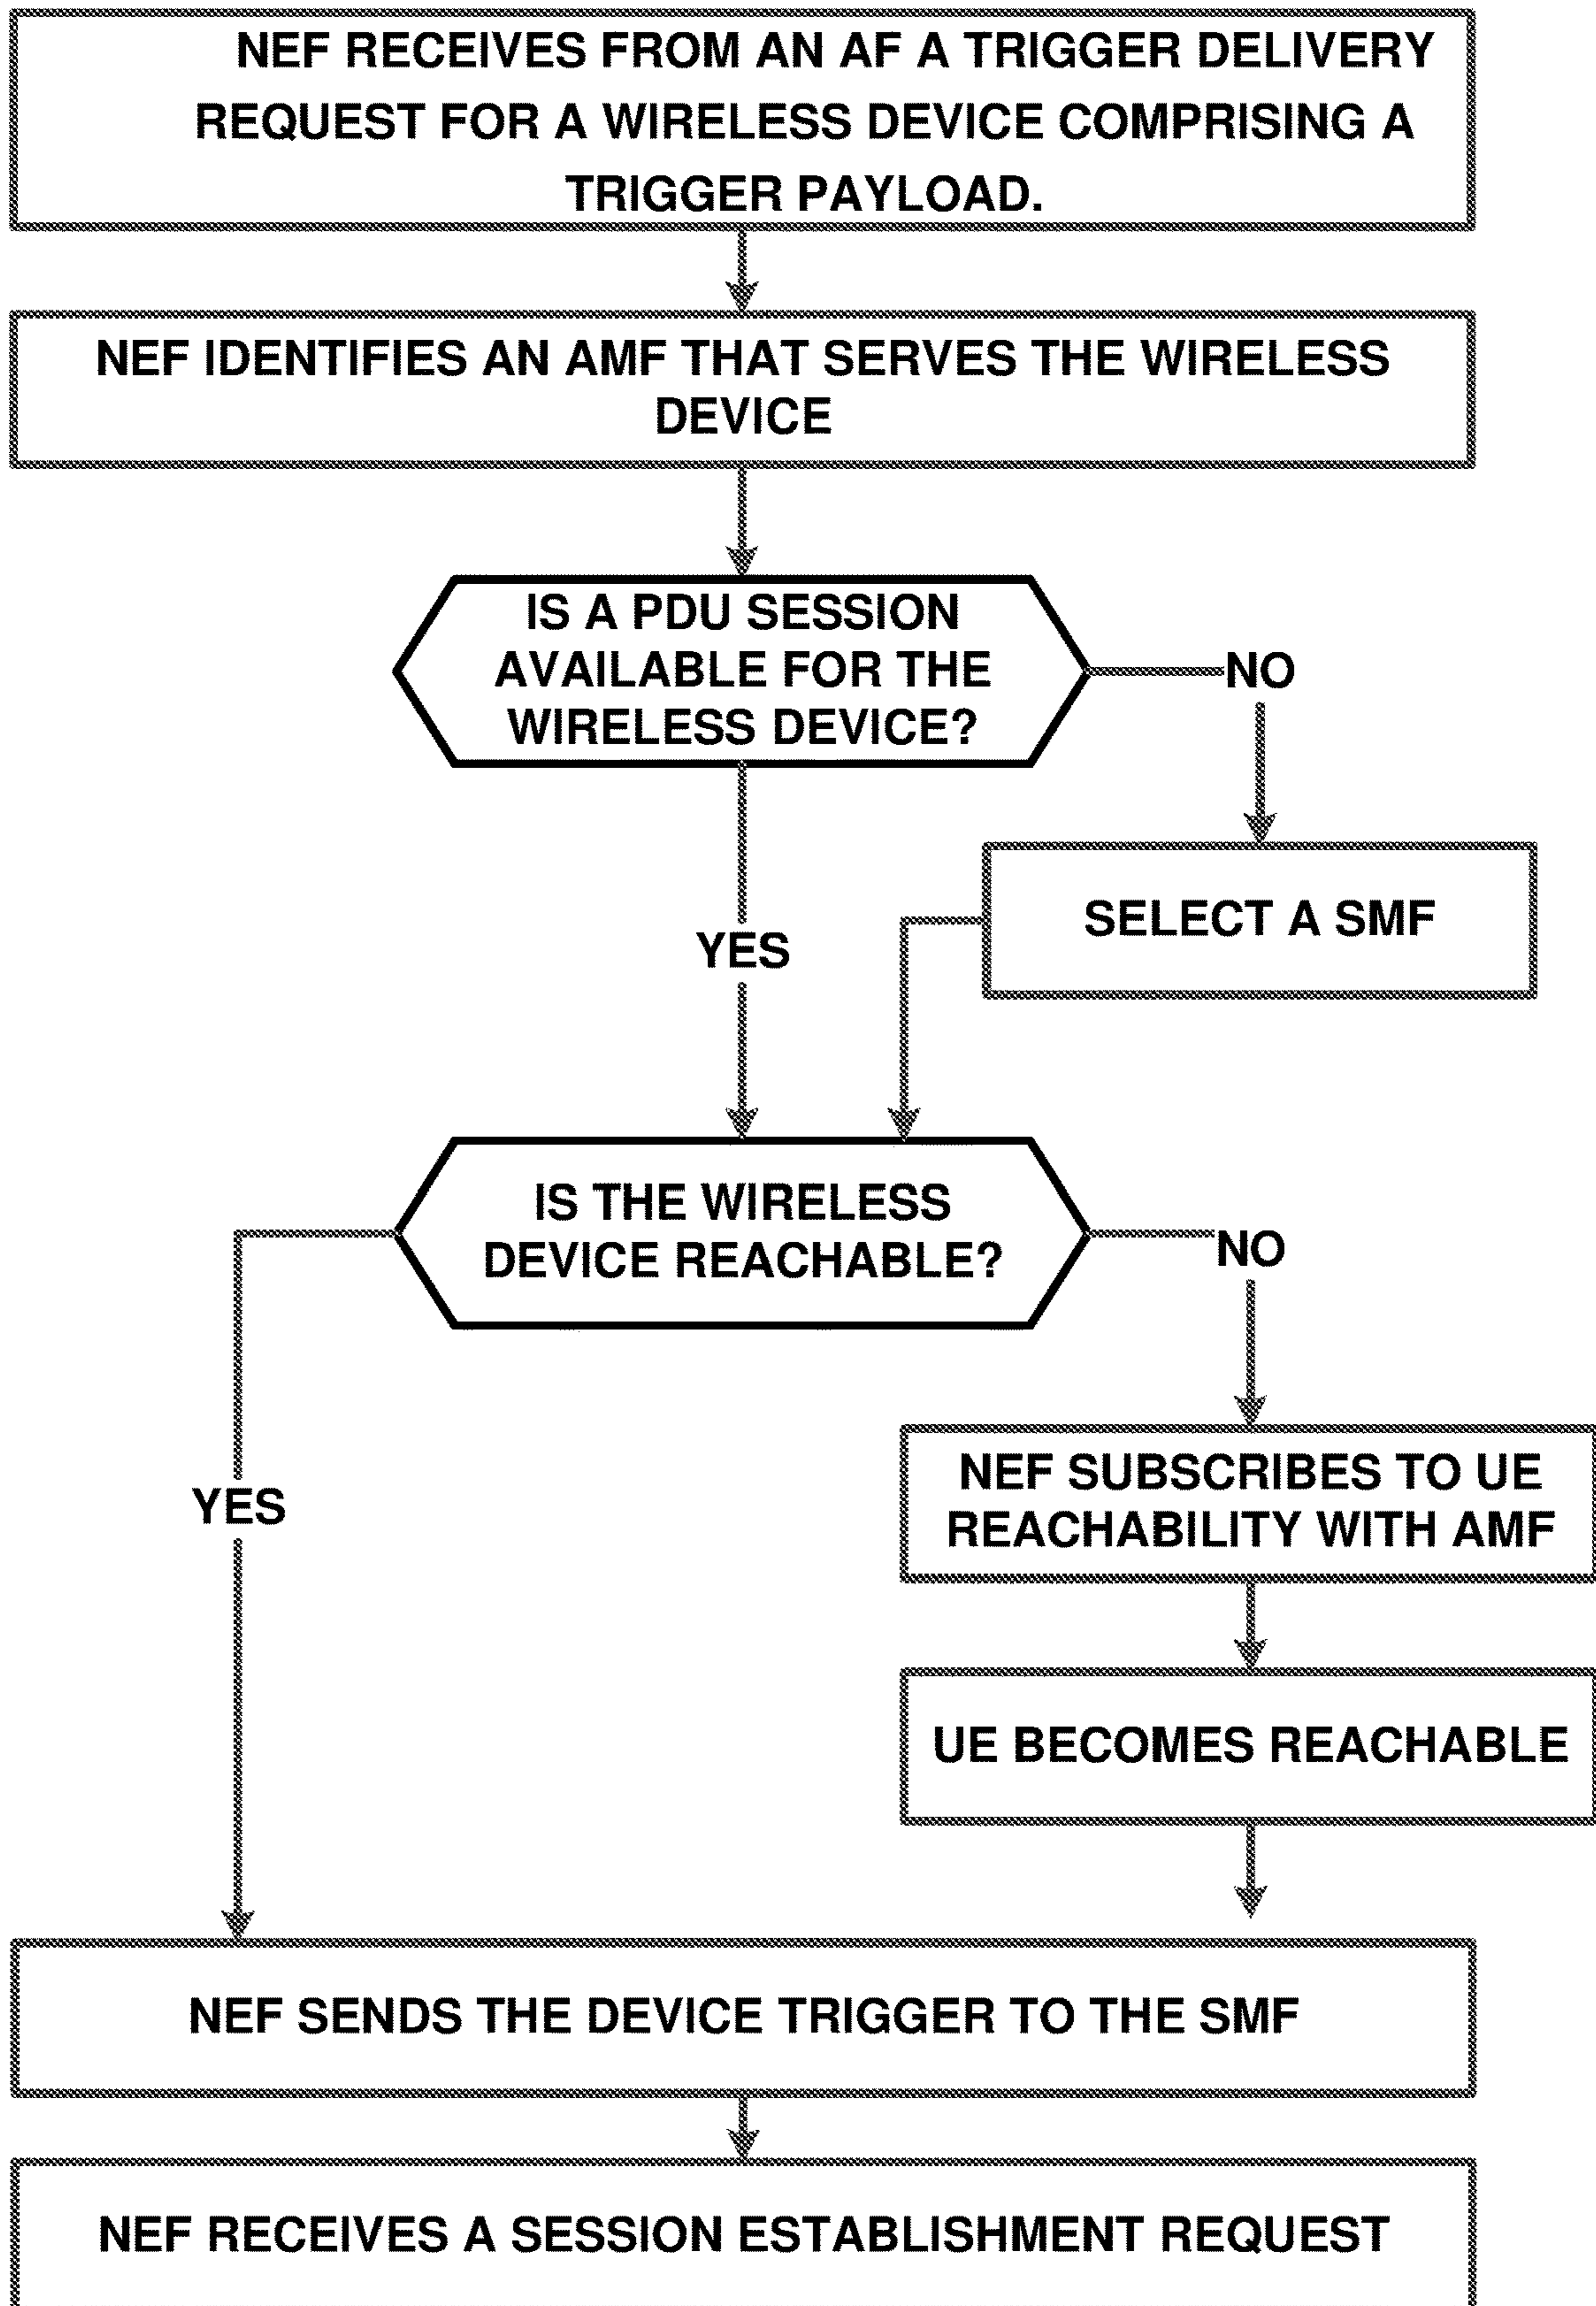 NEF RECEIVES FROM AN AF A TRIGGER DELIVERY
REQUEST FOR A WIRELESS DEVICE COMPRISING A
TRIGGER PAYLOAD.
NEF IDENTIFIES AN AMF THAT SERVES THE WIRELESS
DEVICE
IS A PDU SESSION
AVAILABLE FOR THE
WIRELESS DEVICE?
NO
SELECT A SMF
YES
IS THE WIRELESS
DEVICE REACHABLE?
NO
YES
NEF SUBSCRIBES TO UE
REACHABILITY WITH AMF
UE BECOMES REACHABLE
NEF SENDS THE DEVICE TRIGGER TO THE SMF
NEF RECEIVES A SESSION ESTABLISHMENT REQUEST